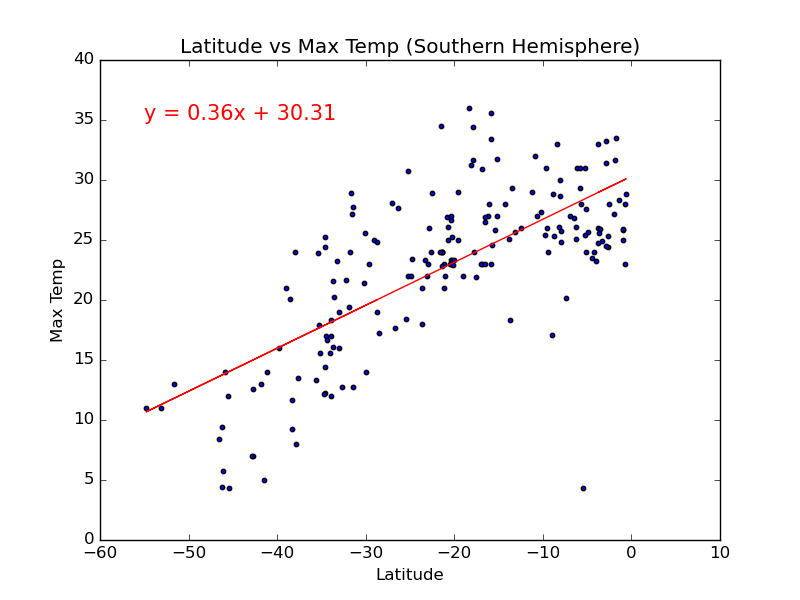 Latitude vs Max Temp (Southern Hemisphere)
y = 0.36x + 30.31
Max Temp
40
35
30
25
20
15
10
5
0
−60 −50 −40 −30 −20 −10 0 10
Latitude